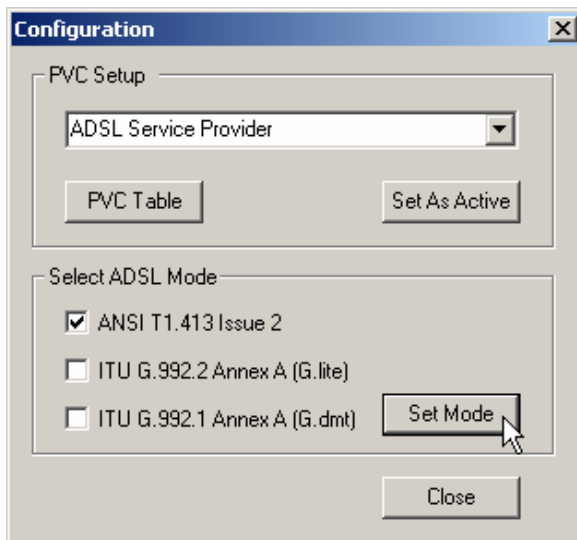 Configuration
PVC Setup
ADSL Service Provider
PVC Table
Set As Active
Select ADSL Mode
ANSI T1.413 Issue 2
ITU G.992.2 Annex A (G.lite)
ITU G.992.1 Annex A (G.dmt)
Set Mode
Close